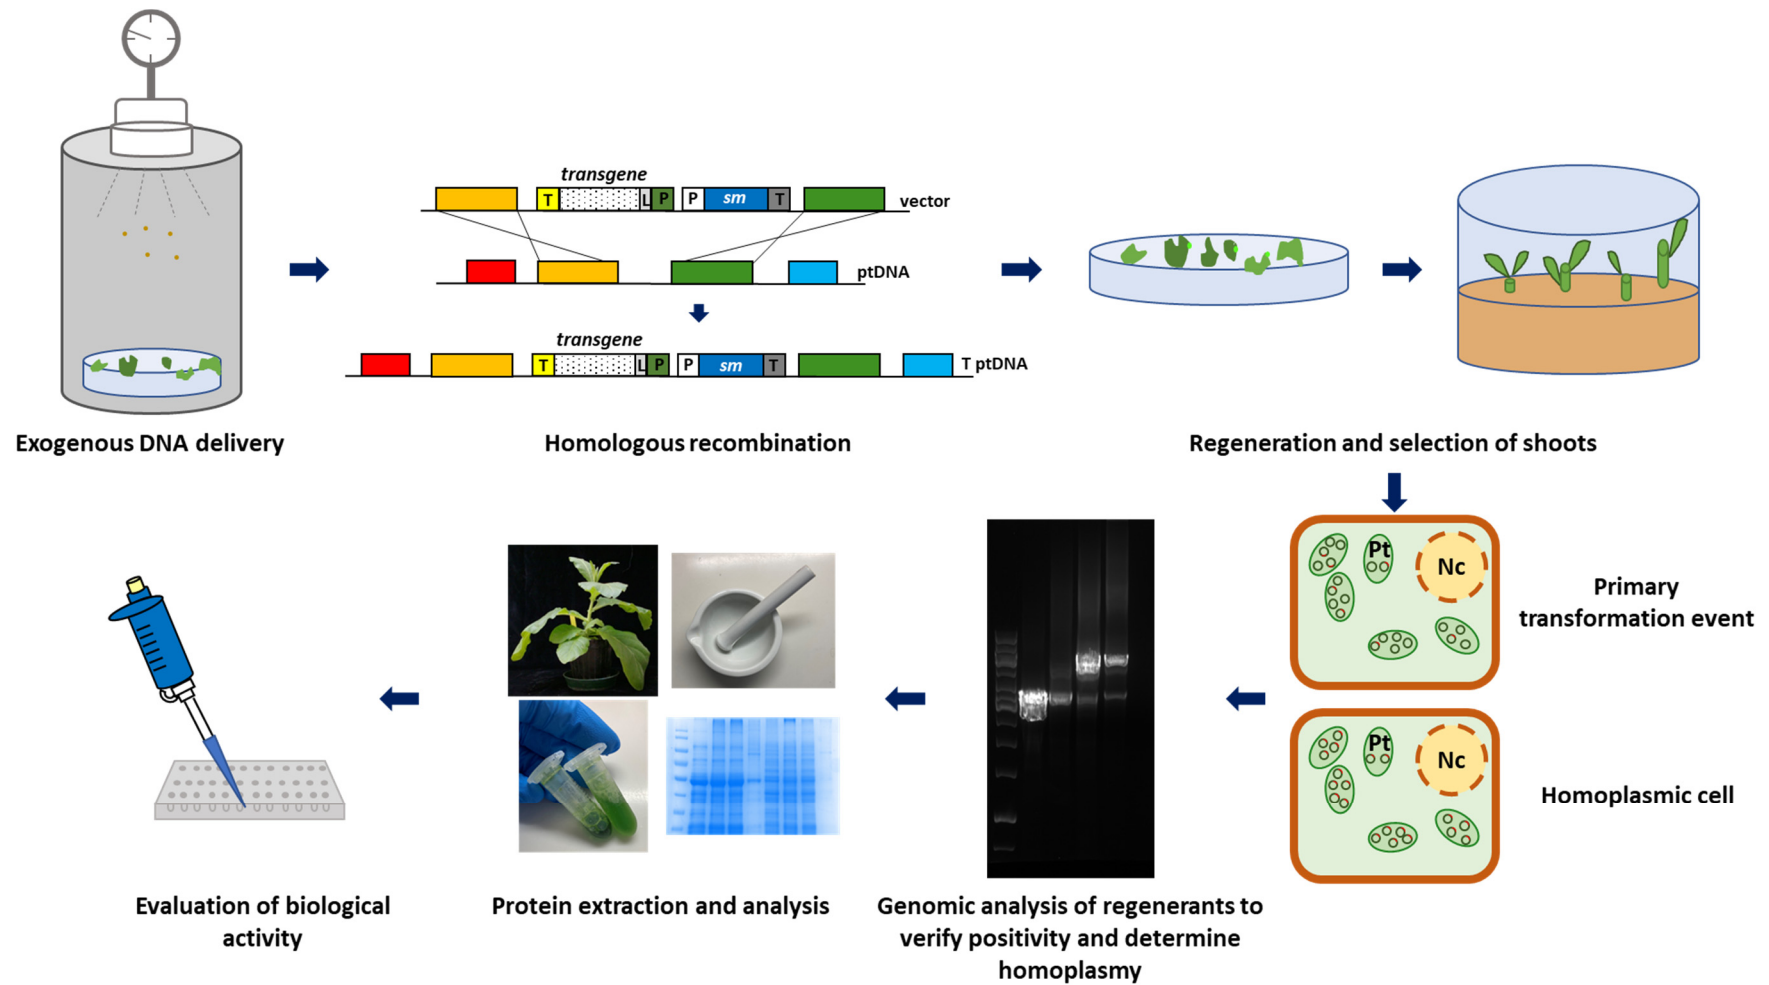 transgene
T
L
P
P
sm
T
vector
ptDNA
transgene
T
L
P
P
sm
T
T ptDNA
Exogenous DNA delivery
Homologous recombination
Regeneration and selection of shoots
Pt
Nc
Primary
transformation event
Pt
Nc
Homoplasmic cell
Evaluation of biological
activity
Protein extraction and analysis
Genomic analysis of regenerants to
verify positivity and determine
homoplasmy